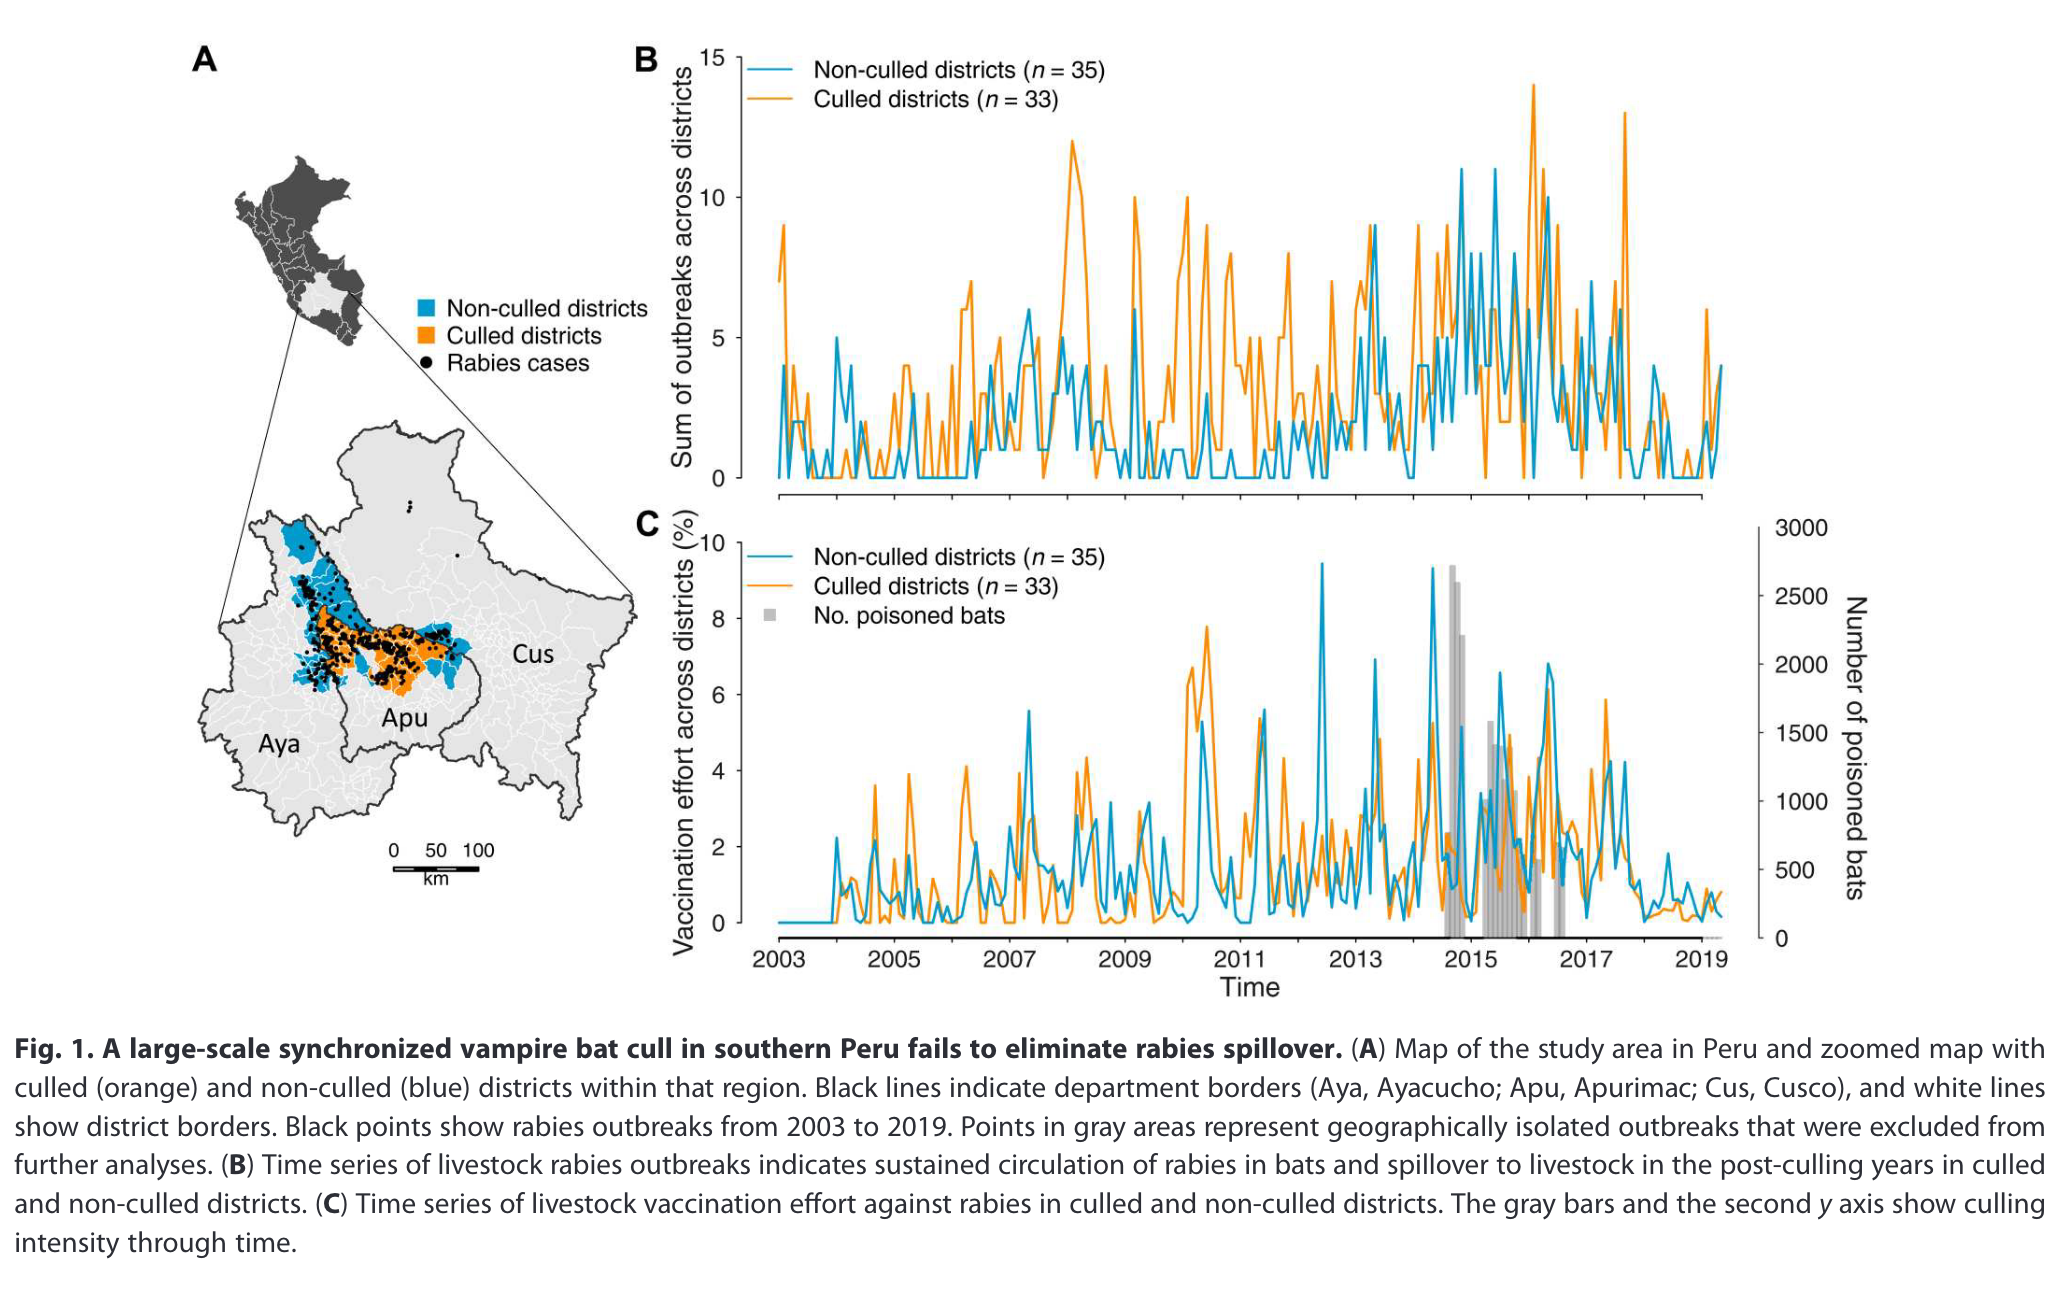 A
Non-culled districts
Culled districts
Rabies cases
Cus
Apu
Aya
0 50 100
km
B
Sum of outbreaks across districts
15
10
5
0
Non-culled districts (n = 35)
Culled districts (n = 33)
C
Vaccination effort across districts (%)
10
8
6
4
2
0
Non-culled districts (n = 35)
Culled districts (n = 33)
No. poisoned bats
3000
2500
2000
1500
1000
500
0
Number of poisoned bats
2003 2005 2007 2009 2011 2013 2015 2017 2019
Time
Fig. 1. A large-scale synchronized vampire bat cull in southern Peru fails to eliminate rabies spillover. (A) Map of the study area in Peru and zoomed map with
culled (orange) and non-culled (blue) districts within that region. Black lines indicate department borders (Aya, Ayacucho; Apu, Apurimac; Cus, Cusco), and white lines
show district borders. Black points show rabies outbreaks from 2003 to 2019. Points in gray areas represent geographically isolated outbreaks that were excluded from
further analyses. (B) Time series of livestock rabies outbreaks indicates sustained circulation of rabies in bats and spillover to livestock in the post-culling years in culled
and non-culled districts. (C) Time series of livestock vaccination effort against rabies in culled and non-culled districts. The gray bars and the second y axis show culling
intensity through time.